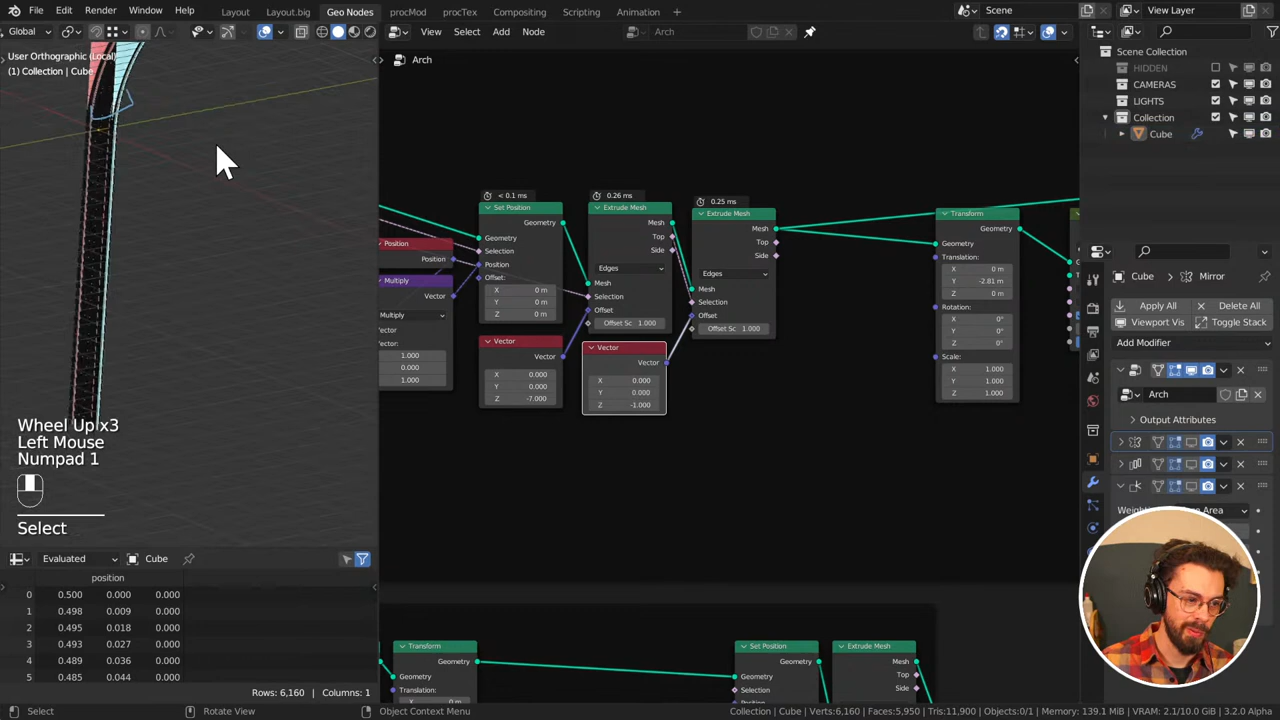 File Edit Render Window Help Layout Layout.big Geo Nodes procMod procTex Compositing Scripting Animation + Scene View Layer
Global View Select Add Node Arch
User Orthographic (Local)
(1) Collection | Cube
Arch
Scene Collection
HIDDEN
CAMERAS
LIGHTS
Collection
Cube
< 0.1 ms
Set Position
Geometry
Geometry
Selection
Position
Offset:
X 0 m
Y 0 m
Z 0 m
Position
Position
Multiply
Vector
Multiply
Vector
Vector:
1.000
0.000
1.000
Vector
Vector
X 0.000
Y 0.000
Z -7.000
0.26 ms
Extrude Mesh
Mesh
Top
Side
Edges
Mesh
Selection
Offset
Offset Sc 1.000
Vector
Vector
X 0.000
Y 0.000
Z -1.000
0.25 ms
Extrude Mesh
Mesh
Top
Side
Edges
Mesh
Selection
Offset
Offset Sc 1.000
Transform
Geometry
Geometry
Translation:
X 0 m
Y -2.81 m
Z 0 m
Rotation:
X 0°
Y 0°
Z 0°
Scale:
X 1.000
Y 1.000
Z 1.000
Cube Mirror
Apply All Delete All
Viewport Vis Toggle Stack
Add Modifier
Arch
Output Attributes
Wheel Up x3
Left Mouse
Numpad 1
Select
Evaluated Cube
position
0 0.500 0.000 0.000
1 0.498 0.009 0.000
2 0.495 0.018 0.000
3 0.493 0.027 0.000
4 0.489 0.036 0.000
5 0.485 0.044 0.000
Rows: 6,160 | Columns: 1
Transform
Geometry
Geometry
Translation:
Set Position
Geometry
Geometry
Selection
Extrude Mesh
Mesh
Top
Side
Select Rotate View Object Context Menu Collection | Cube | Verts:6,160 | Faces:5,950 | Tris:11,900 | Objects:0/1 | Memory: 139.1 MiB | VRAM: 2.1/10.0 GiB | 3.2.0 Alpha